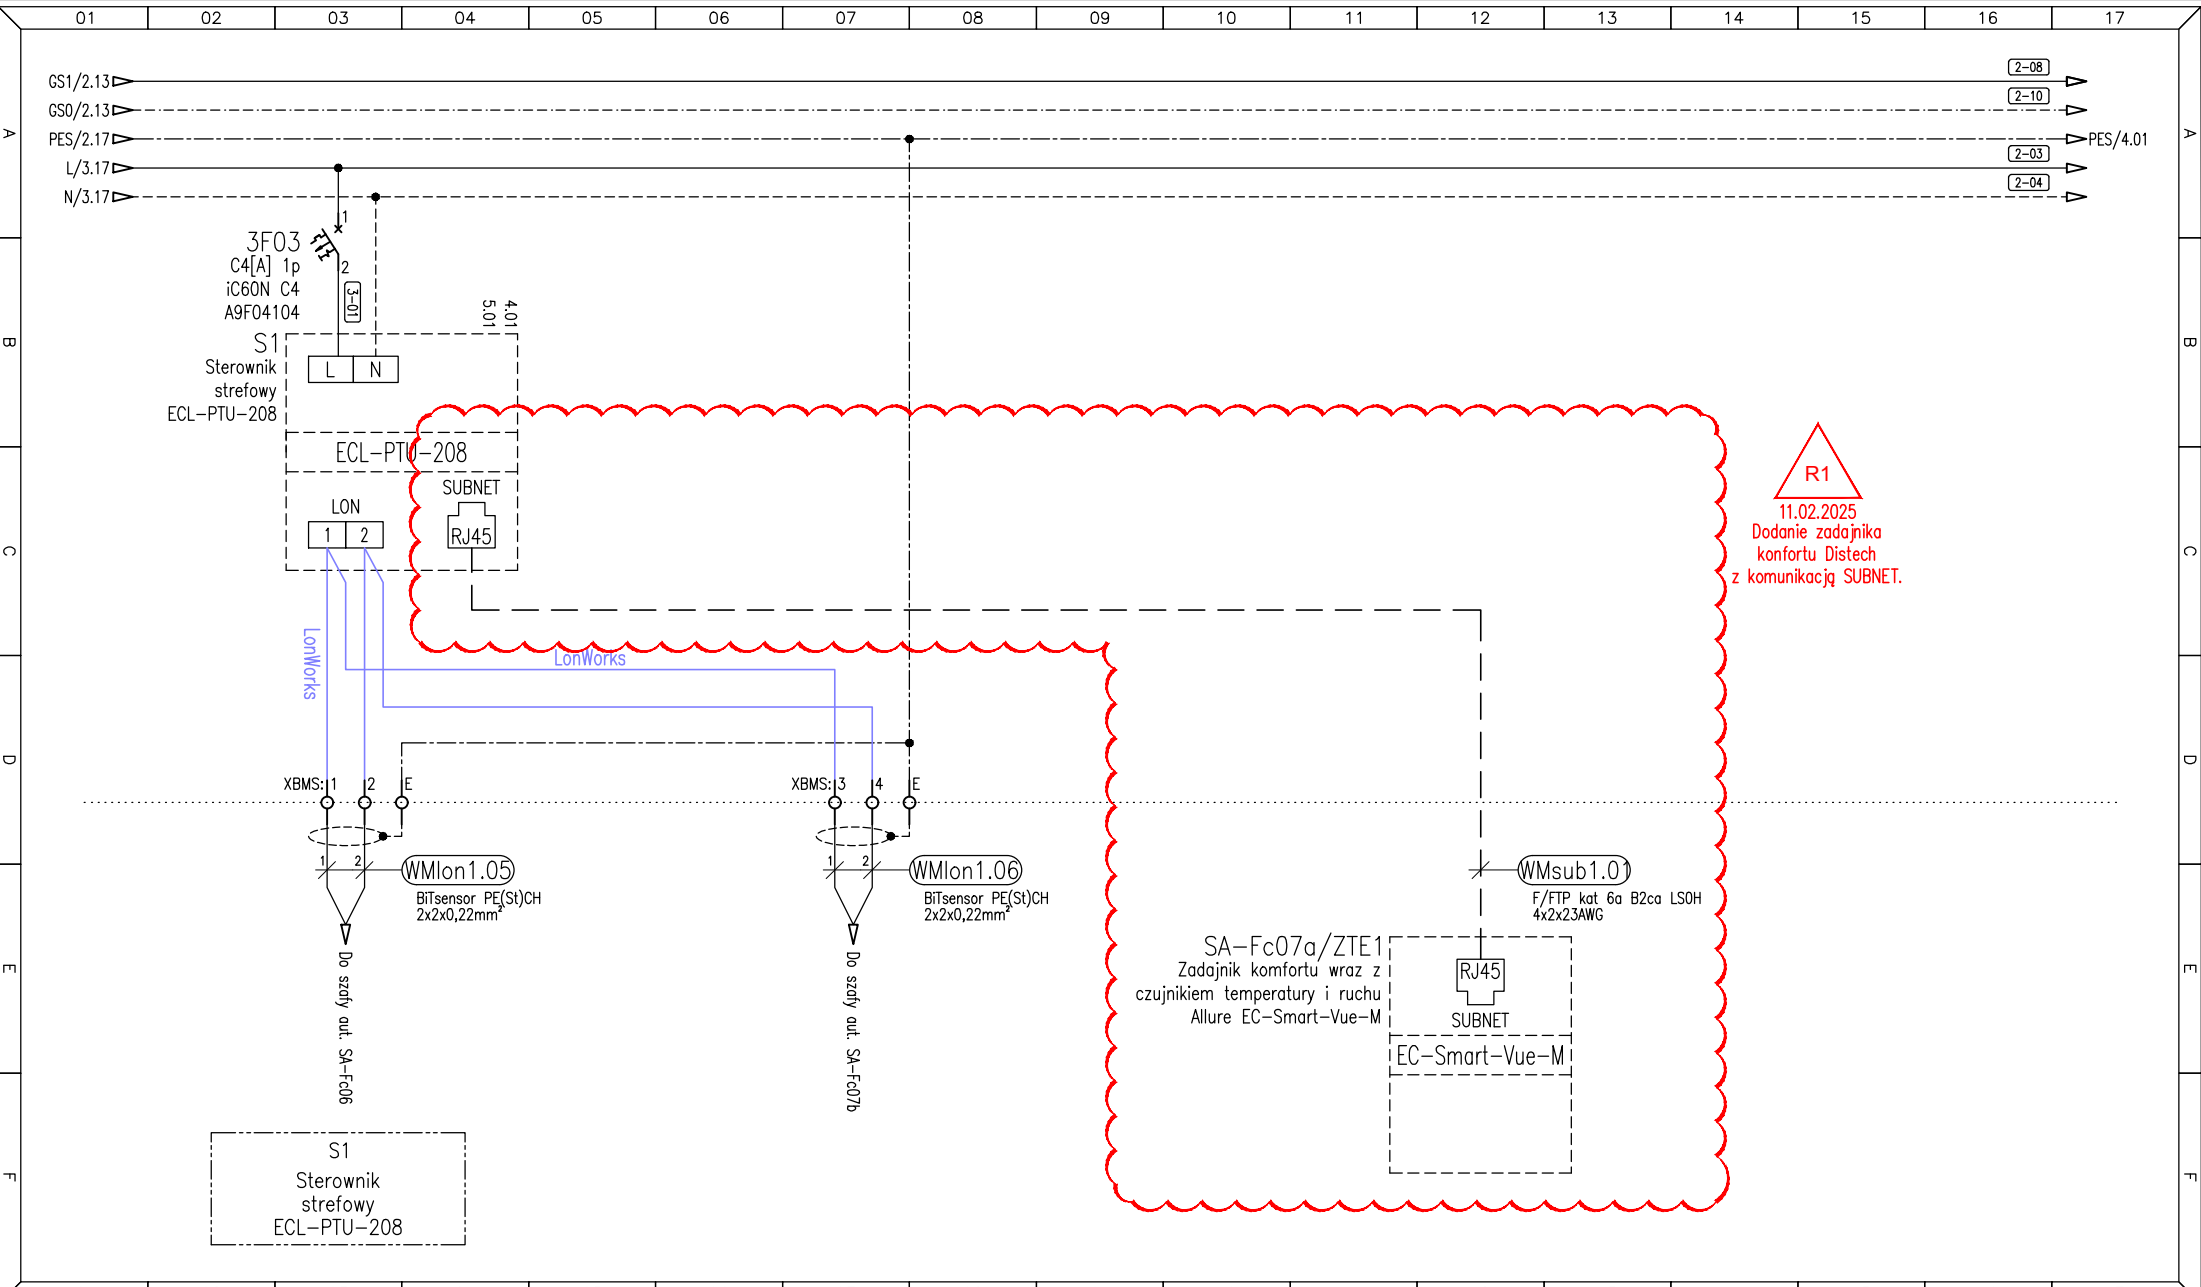 01 02 03 04 05 06 07 08 09 10 11 12 13 14 15 16 17
GS1/2.13
2-08
GS0/2.13
2-10
A
PES/2.17
PES/4.01
A
L/3.17
2-03
N/3.17
2-04
1
3F03
C4[A] 1p
2
iC60N C4
A9F04104
3-01
4.01
5.01
B
B
S1
Sterownik
strefowy
ECL-PTU-208
L N
ECL-PTU-208
R1
11.02.2025
Dodanie zadajnika
konfortu Distech
z komunikacją SUBNET.
SUBNET
LON
1 2
RJ45
C
C
LonWorks
LonWorks
D
D
XBMS: 1 2 E
XBMS: 3 4 E
1 2
WMlon1.05
BiTsensor PE(St)CH
2x2x0,22mm²
1 2
WMlon1.06
BiTsensor PE(St)CH
2x2x0,22mm²
WMsub1.01
F/FTP kat 6a B2ca LS0H
4x2x23AWG
Do szafy aut. SA-Fc06
Do szafy aut. SA-Fc07b
SA-Fc07a/ZTE1
Zadajnik komfortu wraz z
czujnikiem temperatury i ruchu
Allure EC-Smart-Vue-M
RJ45
SUBNET
EC-Smart-Vue-M
E
E
S1
Sterownik
strefowy
ECL-PTU-208
F
F